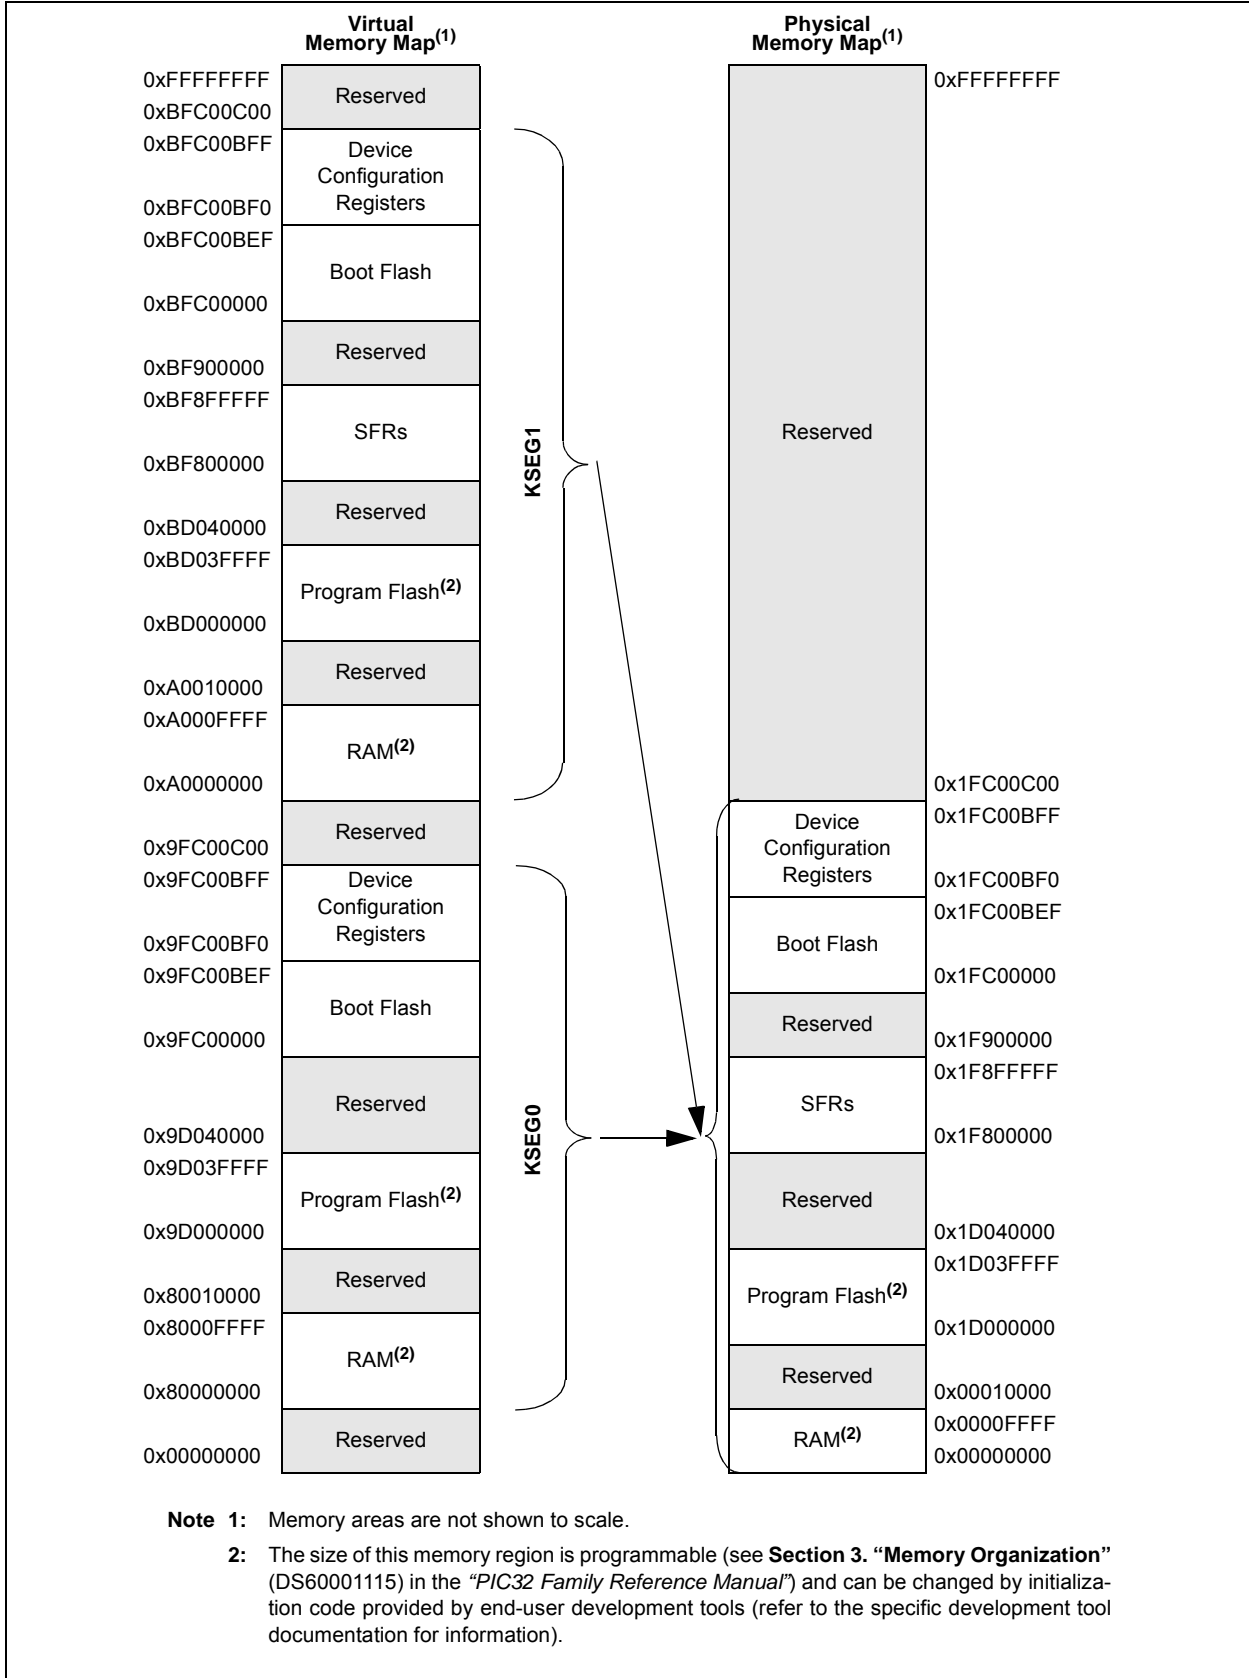 Virtual
Memory Map(1)
0xFFFFFFFF
Reserved
0xBFC00C00
0xBFC00BFF
Device
Configuration
Registers
0xBFC00BF0
0xBFC00BEF
Boot Flash
0xBFC00000
Reserved
0xBF900000
0xBF8FFFFF
SFRs
0xBF800000
Reserved
0xBD040000
0xBD03FFFF
Program Flash(2)
0xBD000000
Reserved
0xA0010000
0xA000FFFF
RAM(2)
0xA0000000
KSEG1
Reserved
0x9FC00C00
0x9FC00BFF
Device
Configuration
Registers
0x9FC00BF0
0x9FC00BEF
Boot Flash
0x9FC00000
Reserved
0x9D040000
0x9D03FFFF
Program Flash(2)
0x9D000000
Reserved
0x80010000
0x8000FFFF
RAM(2)
0x80000000
KSEG0
Reserved
0x00000000
Physical
Memory Map(1)
0xFFFFFFFF
Reserved
0x1FC00C00
0x1FC00BFF
Device
Configuration
Registers
0x1FC00BF0
0x1FC00BEF
Boot Flash
0x1FC00000
Reserved
0x1F900000
0x1F8FFFFF
SFRs
0x1F800000
Reserved
0x1D040000
0x1D03FFFF
Program Flash(2)
0x1D000000
Reserved
0x00010000
0x0000FFFF
RAM(2)
0x00000000
Note 1: Memory areas are not shown to scale.
2: The size of this memory region is programmable (see Section 3. “Memory Organization”
(DS60001115) in the “PIC32 Family Reference Manual”) and can be changed by initializa-
tion code provided by end-user development tools (refer to the specific development tool
documentation for information).